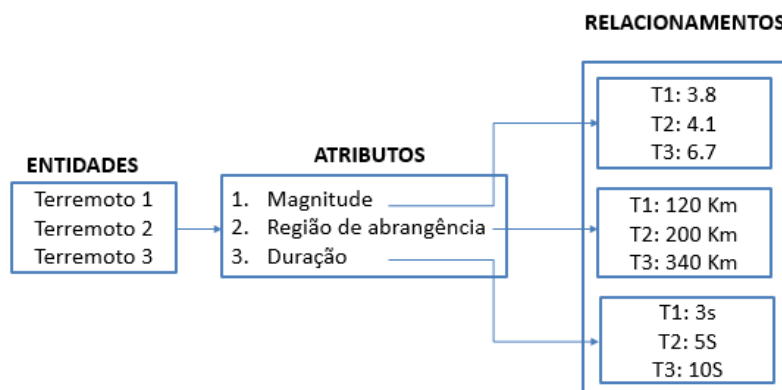 RELACIONAMENTOS
T1: 3.8
T2: 4.1
T3: 6.7
ENTIDADES
Terremoto 1
Terremoto 2
Terremoto 3
ATRIBUTOS
1. Magnitude
2. Região de abrangência
3. Duração
T1: 120 Km
T2: 200 Km
T3: 340 Km
T1: 3s
T2: 5S
T3: 10S